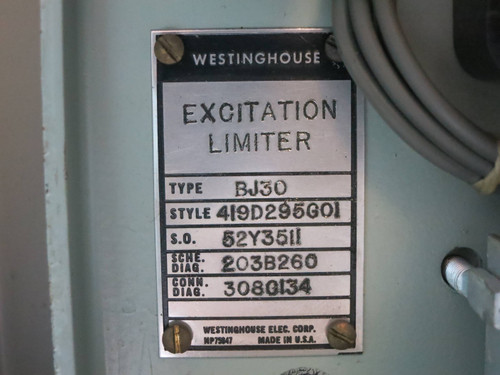 WESTINGHOUSE
EXCITATION
LIMITER
TYPE BJ30
STYLE 419D295G01
S.O. 52Y3511
SCHE. DIAG. 203B260
CONN. DIAG. 308C134
WESTINGHOUSE ELEC. CORP.
MP75047 MADE IN U.S.A.